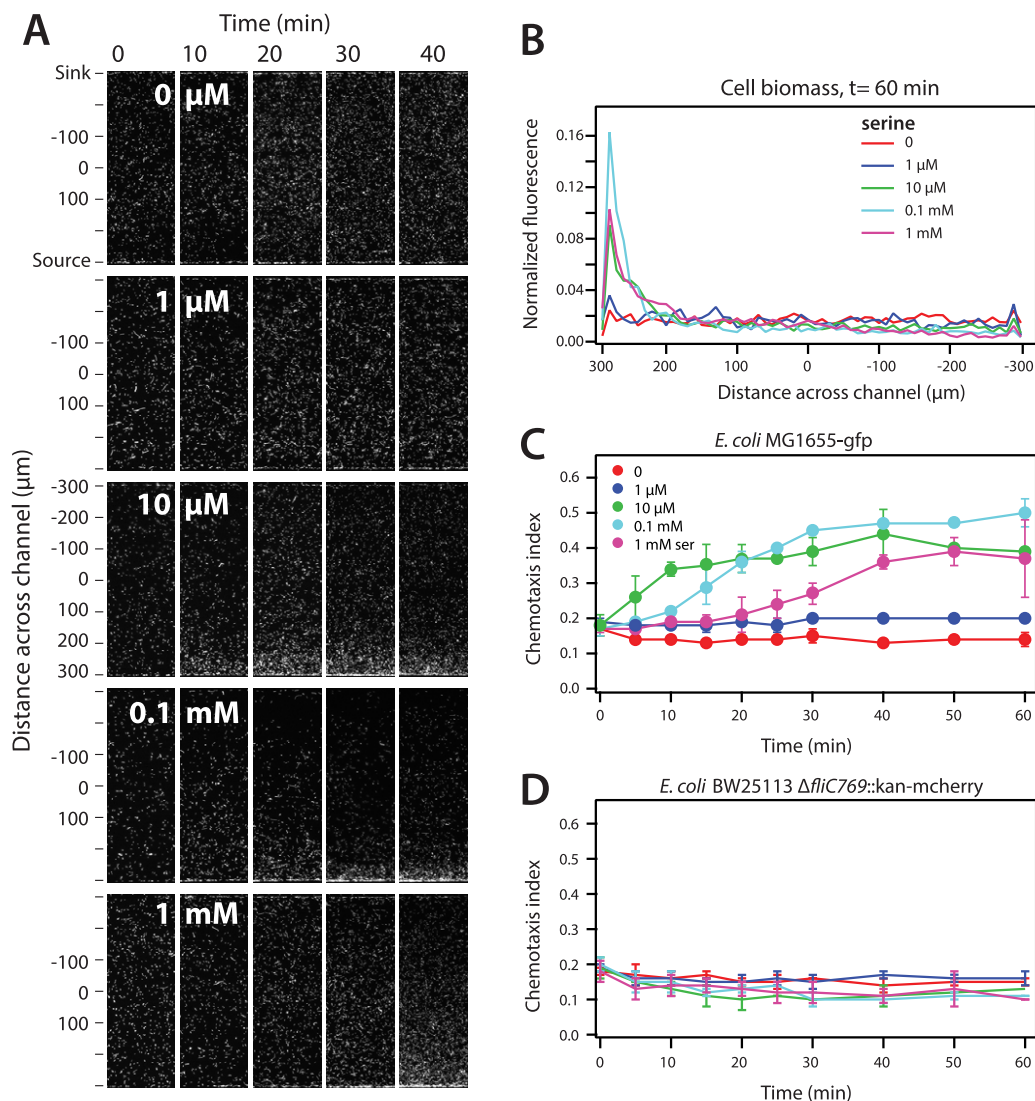 A
Time (min)
0 10 20 30 40
Sink
-100
0
100
Source
0 µM
-100
0
100
1 µM
-300
-200
-100
0
100
200
300
10 µM
-100
0
100
0.1 mM
-100
0
100
1 mM
Distance across channel (µm)
B
Cell biomass, t= 60 min
Normalized fluorescence
0.16
0.12
0.08
0.04
0.00
serine
0
1 µM
10 µM
0.1 mM
1 mM
300 200 100 0 -100 -200 -300
Distance across channel (µm)
C
E. coli MG1655-gfp
Chemotaxis index
0.6
0.5
0.4
0.3
0.2
0.1
0.0
0
1 µM
10 µM
0.1 mM
1 mM ser
0 10 20 30 40 50 60
Time (min)
D
E. coli BW25113 ΔfliC769::kan-mcherry
Chemotaxis index
0.6
0.5
0.4
0.3
0.2
0.1
0.0
0 10 20 30 40 50 60
Time (min)